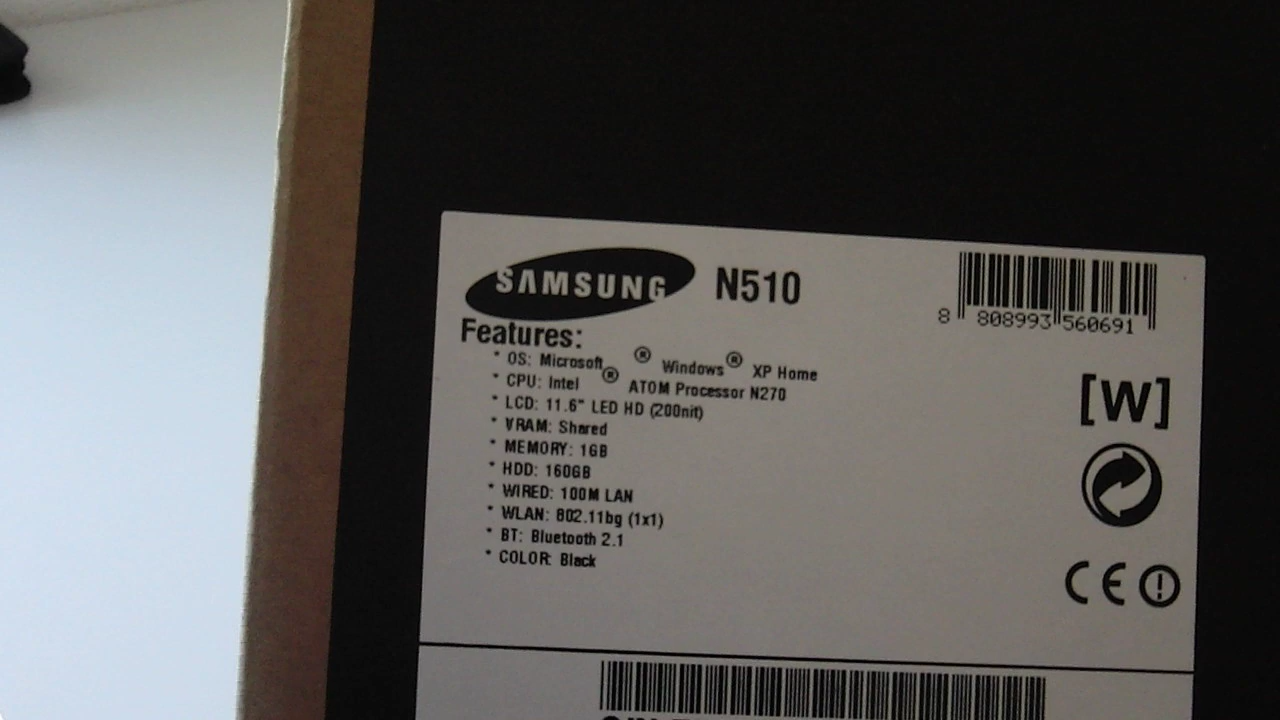 SAMSUNG N510
8 808993 560691
Features:
* OS: Microsoft® Windows® XP Home
* CPU: Intel® ATOM Processor N270
* LCD: 11.6" LED HD (200nit)
* VRAM: Shared
* MEMORY: 1GB
* HDD: 160GB
* WIRED: 100M LAN
* WLAN: 802.11bg (1x1)
* BT: Bluetooth 2.1
* COLOR: Black
[W]
CE